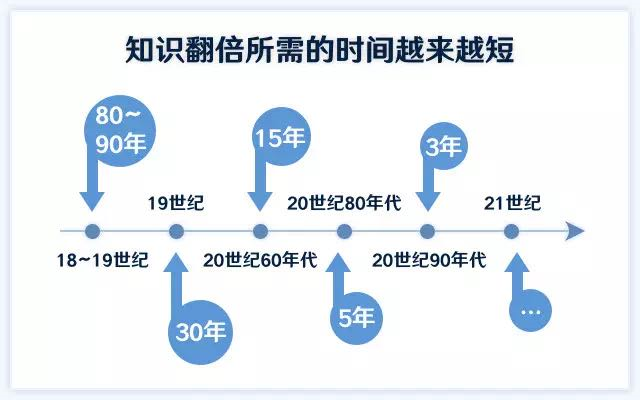 知识翻倍所需的时间越来越短
80~
90年
15年
3年
19世纪
20世纪80年代
21世纪
18~19世纪
20世纪60年代
20世纪90年代
30年
5年
...